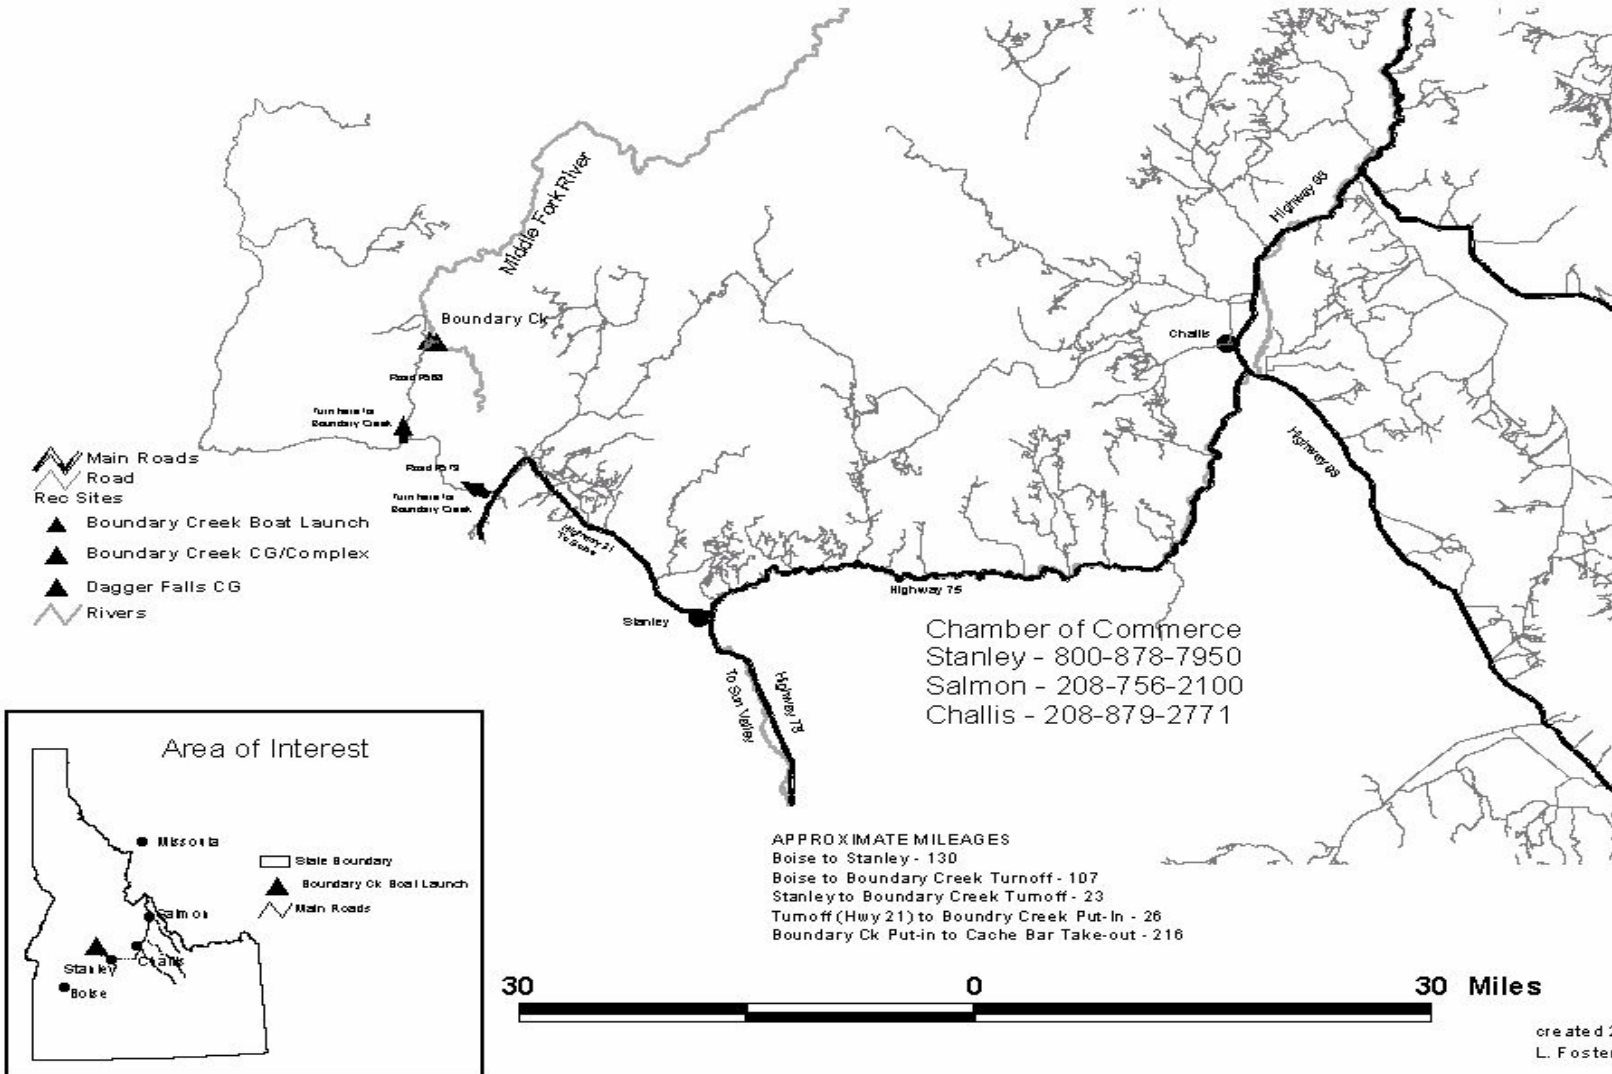 Middle Fork River
Boundary Ck
Road
Turn here to
Boundary Creek
Road
Turn here to
Boundary Creek
Highway 21
Stanley
To Sun Valley
Highway 75
Highway 75
Challis
Highway 93
Highway 93
Main Roads
Road
Rec Sites
Boundary Creek Boat Launch
Boundary Creek CG/Complex
Dagger Falls CG
Rivers
Chamber of Commerce
Stanley - 800-878-7950
Salmon - 208-756-2100
Challis - 208-879-2771
Area of Interest
Missoula
State Boundary
Boundary Ck Boat Launch
Main Roads
Salmon
Stanley
Challis
Boise
APPROXIMATE MILEAGES
Boise to Stanley - 130
Boise to Boundary Creek Turnoff - 107
Stanley to Boundary Creek Turnoff - 23
Turnoff (Hwy 21) to Boundry Creek Put-In - 26
Boundary Ck Put-in to Cache Bar Take-out - 216
30 0 30 Miles
created 2
L. Foster